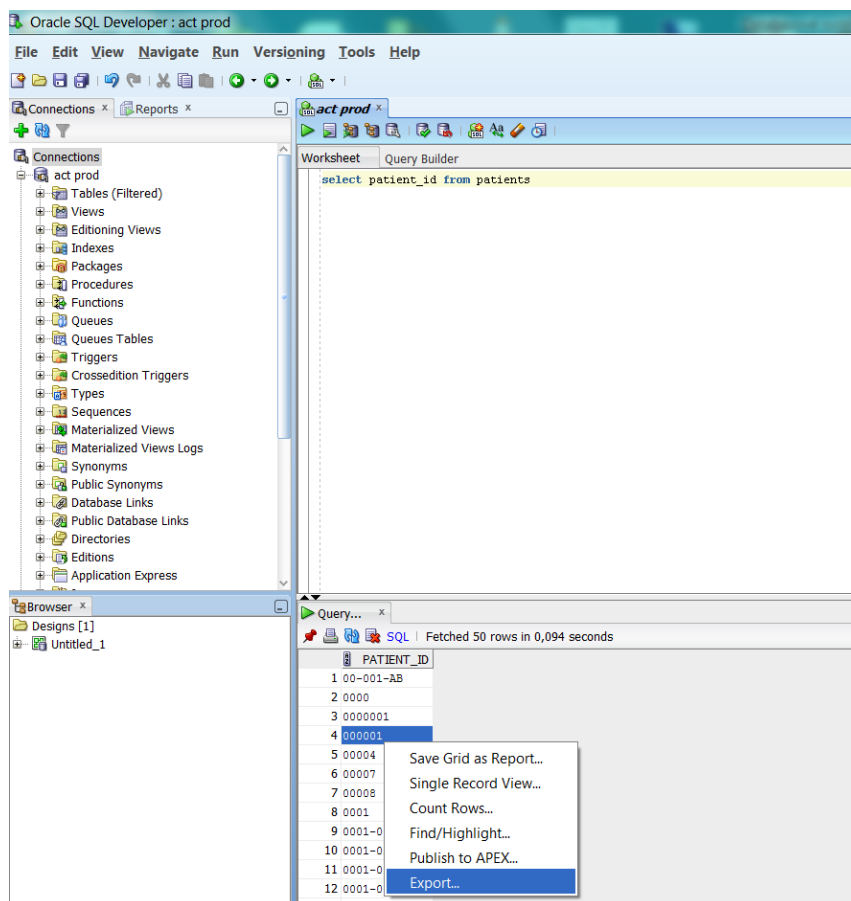 Oracle SQL Developer : act prod
File Edit View Navigate Run Versioning Tools Help
Connections x Reports x
Connections
act prod
Tables (Filtered)
Views
Editioning Views
Indexes
Packages
Procedures
Functions
Queues
Queues Tables
Triggers
Crossedition Triggers
Types
Sequences
Materialized Views
Materialized Views Logs
Synonyms
Public Synonyms
Database Links
Public Database Links
Directories
Editions
Application Express
Browser x
Designs [1]
Untitled_1
act prod x
Worksheet Query Builder
select patient_id from patients
Query... x
SQL | Fetched 50 rows in 0,094 seconds
PATIENT_ID
1 00-001-AB
2 0000
3 0000001
4 000001
5 00004
6 00007
7 00008
8 0001
9 0001-0
10 0001-0
11 0001-0
12 0001-0
Save Grid as Report...
Single Record View...
Count Rows...
Find/Highlight...
Publish to APEX...
Export...